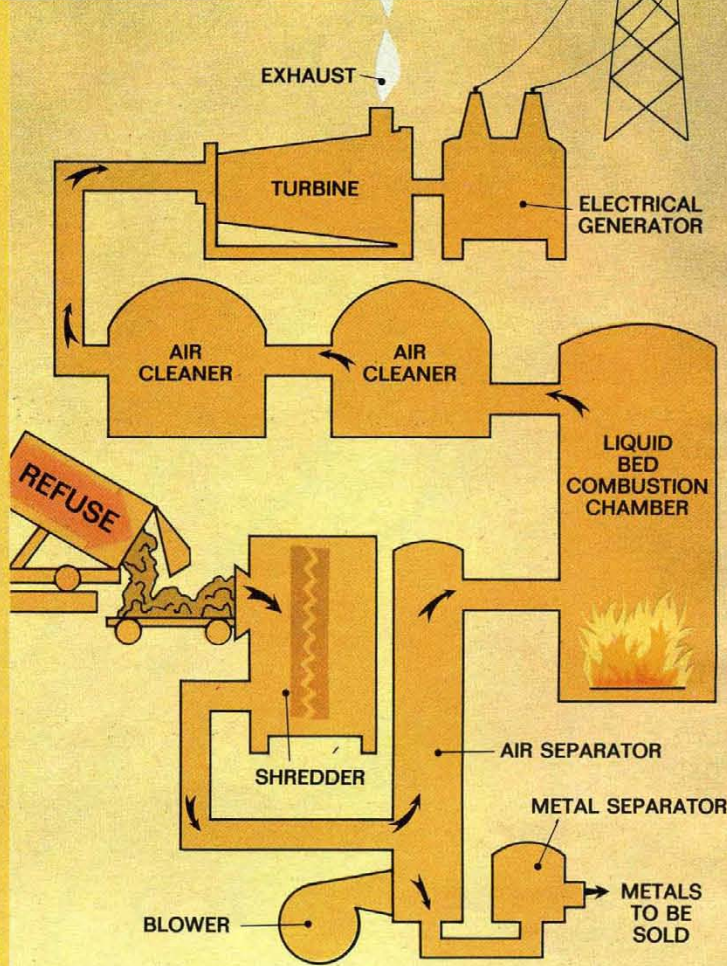 EXHAUST
TURBINE
ELECTRICAL
GENERATOR
AIR
CLEANER
AIR
CLEANER
LIQUID
BED
COMBUSTION
CHAMBER
REFUSE
SHREDDER
AIR SEPARATOR
METAL SEPARATOR
BLOWER
METALS
TO BE
SOLD